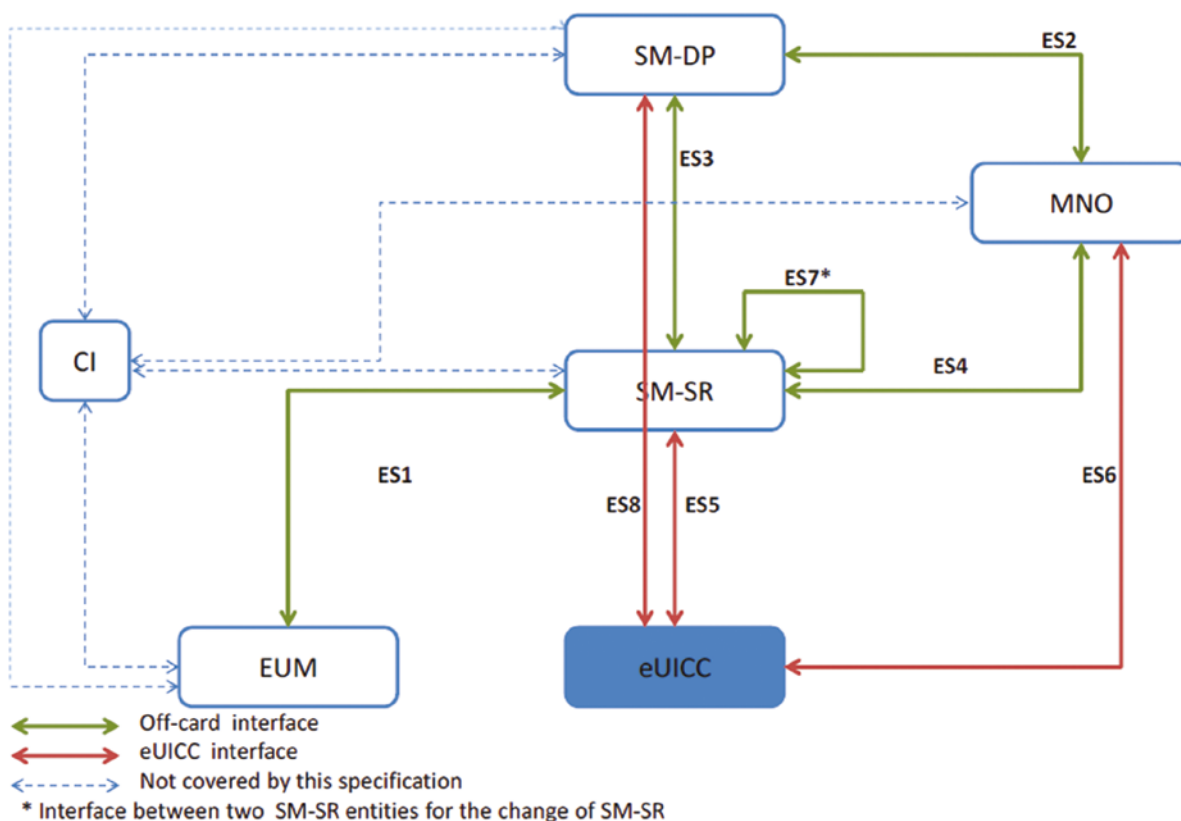 SM-DP
ES2
ES3
MNO
ES7*
CI
SM-SR
ES4
ES1
ES8
ES5
ES6
EUM
eUICC
Off-card interface
eUICC interface
Not covered by this specification
* Interface between two SM-SR entities for the change of SM-SR